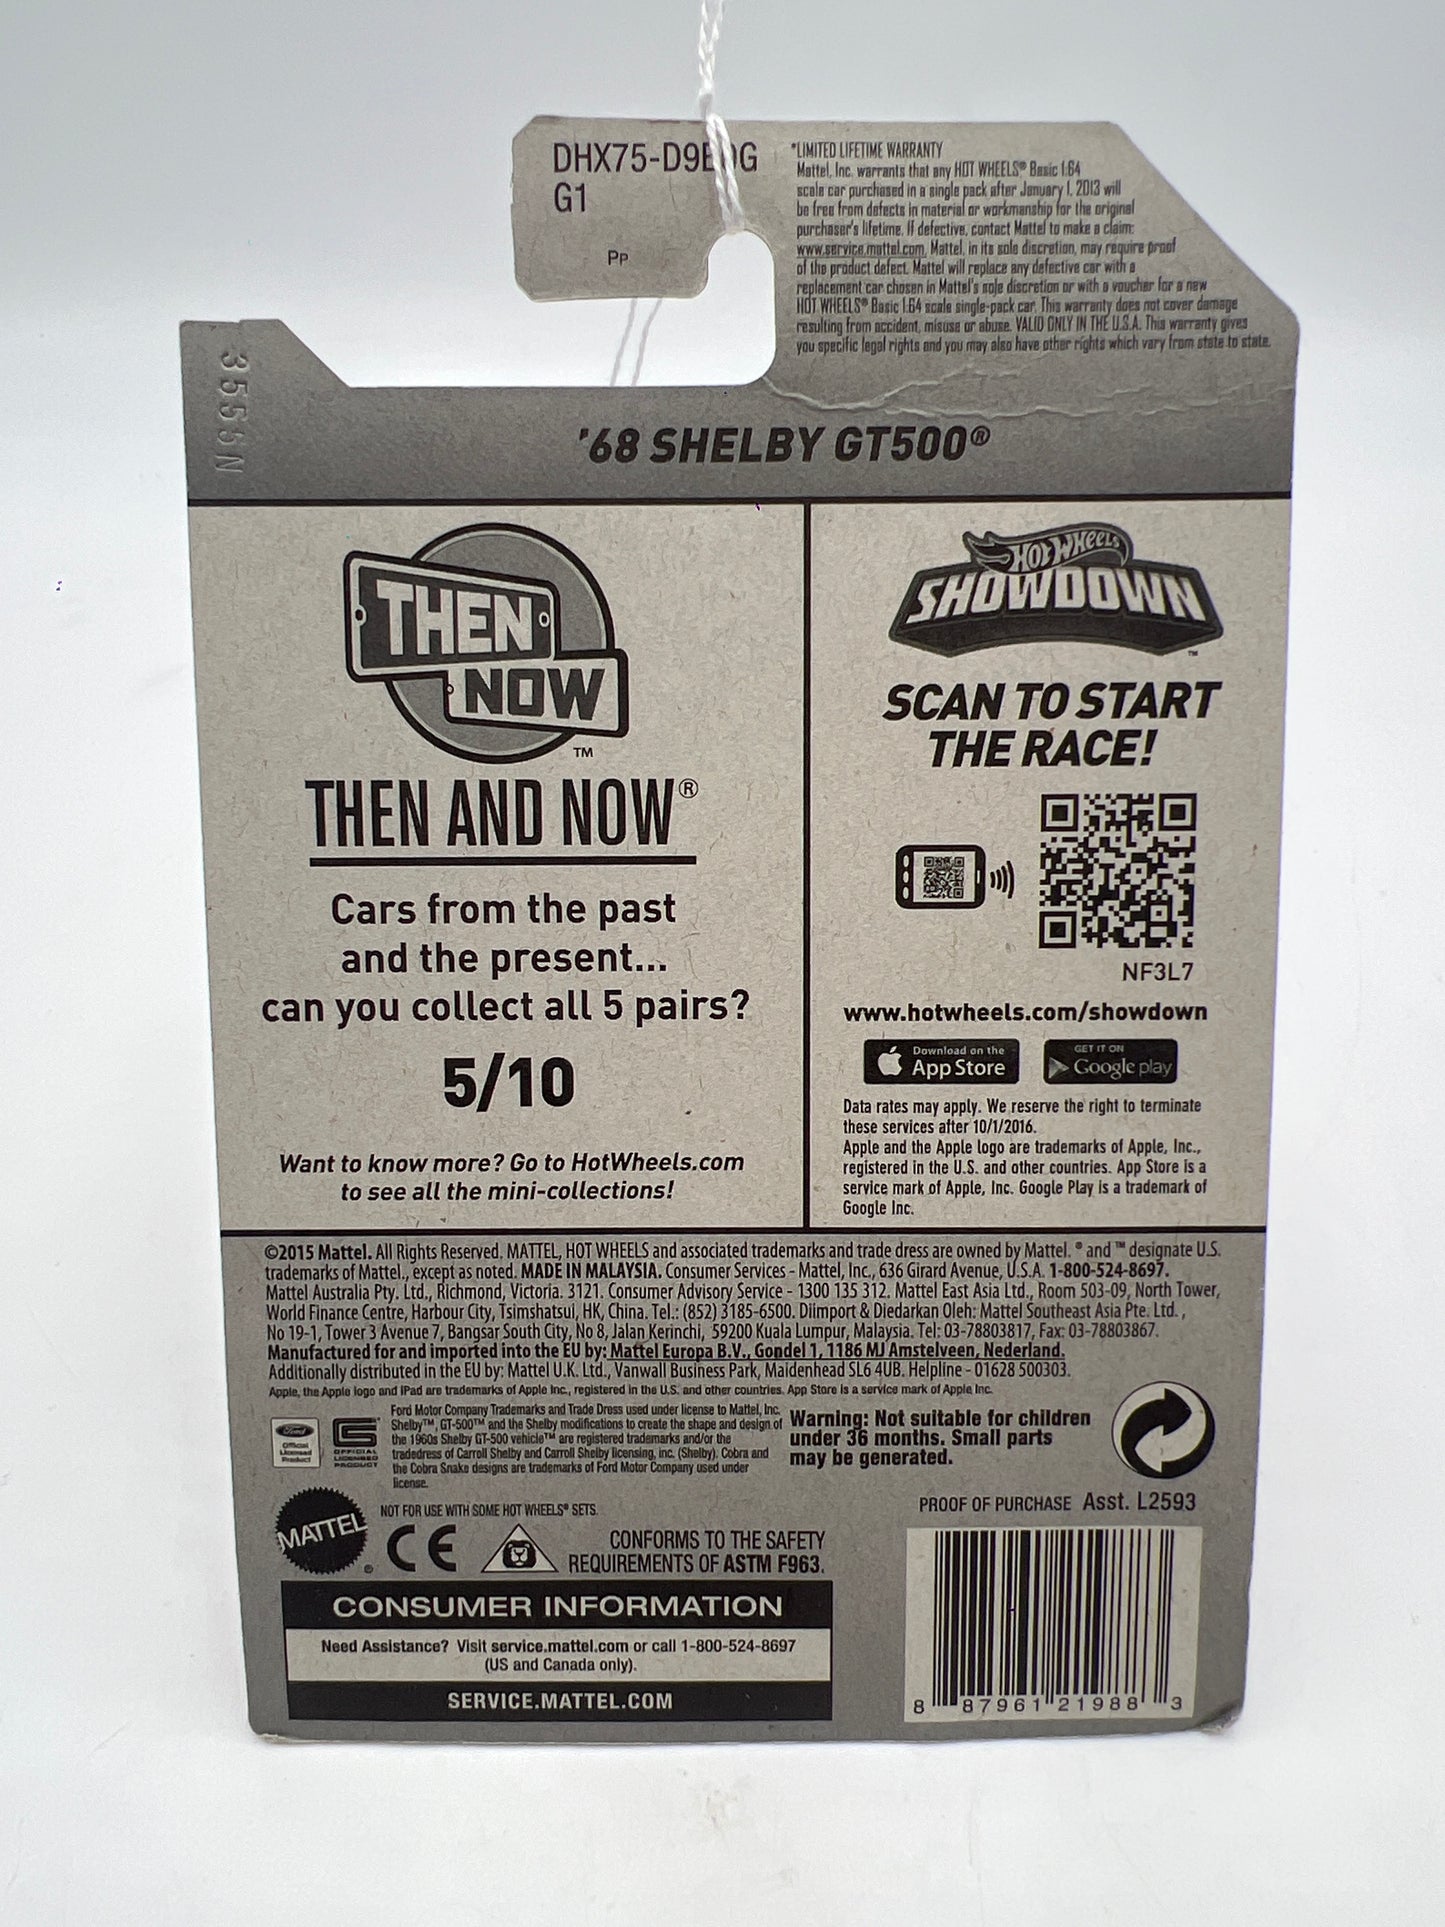 DHX75-D9B0G
G1
Pp
*LIMITED LIFETIME WARRANTY
Mattel, Inc. warrants that any HOT WHEELS® Basic 1:64
scale car purchased in a single pack after January 1, 2013 will
be free from defects in material or workmanship for the original
purchaser's lifetime. If defective, contact Mattel to make a claim:
www.service.mattel.com. Mattel, in its sole discretion, may require proof
of the product defect. Mattel will replace any defective car with a
replacement car chosen in Mattel's sole discretion or with a voucher for a new
HOT WHEELS® Basic 1:64 scale single-pack car. This warranty does not cover damage
resulting from accident, misuse or abuse. VALID ONLY IN THE U.S.A. This warranty gives
you specific legal rights and you may also have other rights which vary from state to state.
3555N
'68 SHELBY GT500®
THEN
NOW
TM
THEN AND NOW®
Cars from the past
and the present...
can you collect all 5 pairs?
5/10
Want to know more? Go to HotWheels.com
to see all the mini-collections!
HOT WHEELS
SHOWDOWN
TM
SCAN TO START
THE RACE!
NF3L7
www.hotwheels.com/showdown
Download on the
App Store
GET IT ON
Google play
Data rates may apply. We reserve the right to terminate
these services after 10/1/2016.
Apple and the Apple logo are trademarks of Apple, Inc.,
registered in the U.S. and other countries. App Store is a
service mark of Apple, Inc. Google Play is a trademark of
Google Inc.
©2015 Mattel. All Rights Reserved. MATTEL, HOT WHEELS and associated trademarks and trade dress are owned by Mattel. ® and ™ designate U.S.
trademarks of Mattel., except as noted. MADE IN MALAYSIA. Consumer Services - Mattel, Inc., 636 Girard Avenue, U.S.A. 1-800-524-8697.
Mattel Australia Pty. Ltd., Richmond, Victoria. 3121. Consumer Advisory Service - 1300 135 312. Mattel East Asia Ltd., Room 503-09, North Tower,
World Finance Centre, Harbour City, Tsimshatsui, HK, China. Tel.: (852) 3185-6500. Diimport & Diedarkan Oleh: Mattel Southeast Asia Pte. Ltd.,
No 19-1, Tower 3 Avenue 7, Bangsar South City, No 8, Jalan Kerinchi, 59200 Kuala Lumpur, Malaysia. Tel: 03-78803817, Fax: 03-78803867.
Manufactured for and imported into the EU by: Mattel Europa B.V., Gondel 1, 1186 MJ Amstelveen, Nederland.
Additionally distributed in the EU by: Mattel U.K. Ltd., Vanwall Business Park, Maidenhead SL6 4UB. Helpline - 01628 500303.
Apple, the Apple logo and iPad are trademarks of Apple Inc., registered in the U.S. and other countries. App Store is a service mark of Apple Inc.
Ford
Official
Licensed
Product
OFFICIAL
LICENSED
PRODUCT
Ford Motor Company Trademarks and Trade Dress used under license to Mattel, Inc.
Shelby™, GT-500™ and the Shelby modifications to create the shape and design of
the 1960s Shelby GT-500 vehicle™ are registered trademarks and/or the
tradedress of Carroll Shelby and Carroll Shelby licensing, inc. (Shelby). Cobra and
the Cobra Snake designs are trademarks of Ford Motor Company used under
license.
Warning: Not suitable for children
under 36 months. Small parts
may be generated.
NOT FOR USE WITH SOME HOT WHEELS® SETS.
MATTEL
®
CE
CONFORMS TO THE SAFETY
REQUIREMENTS OF ASTM F963.
PROOF OF PURCHASE Asst. L2593
CONSUMER INFORMATION
Need Assistance? Visit service.mattel.com or call 1-800-524-8697
(US and Canada only).
SERVICE.MATTEL.COM
8 87961 21988 3